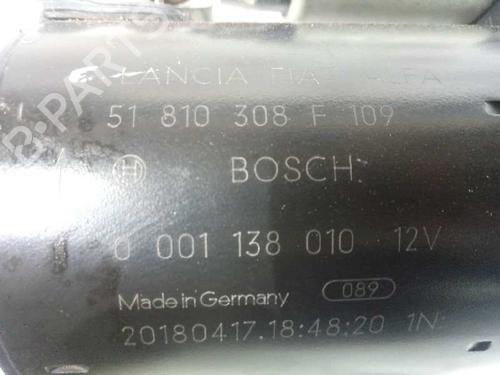 LANCIA FIAT ALFA
51 810 308 F 109
BOSCH
0 001 138 010 12V
Made in Germany 089
20180417.18:48:20 1N
B-PARTS